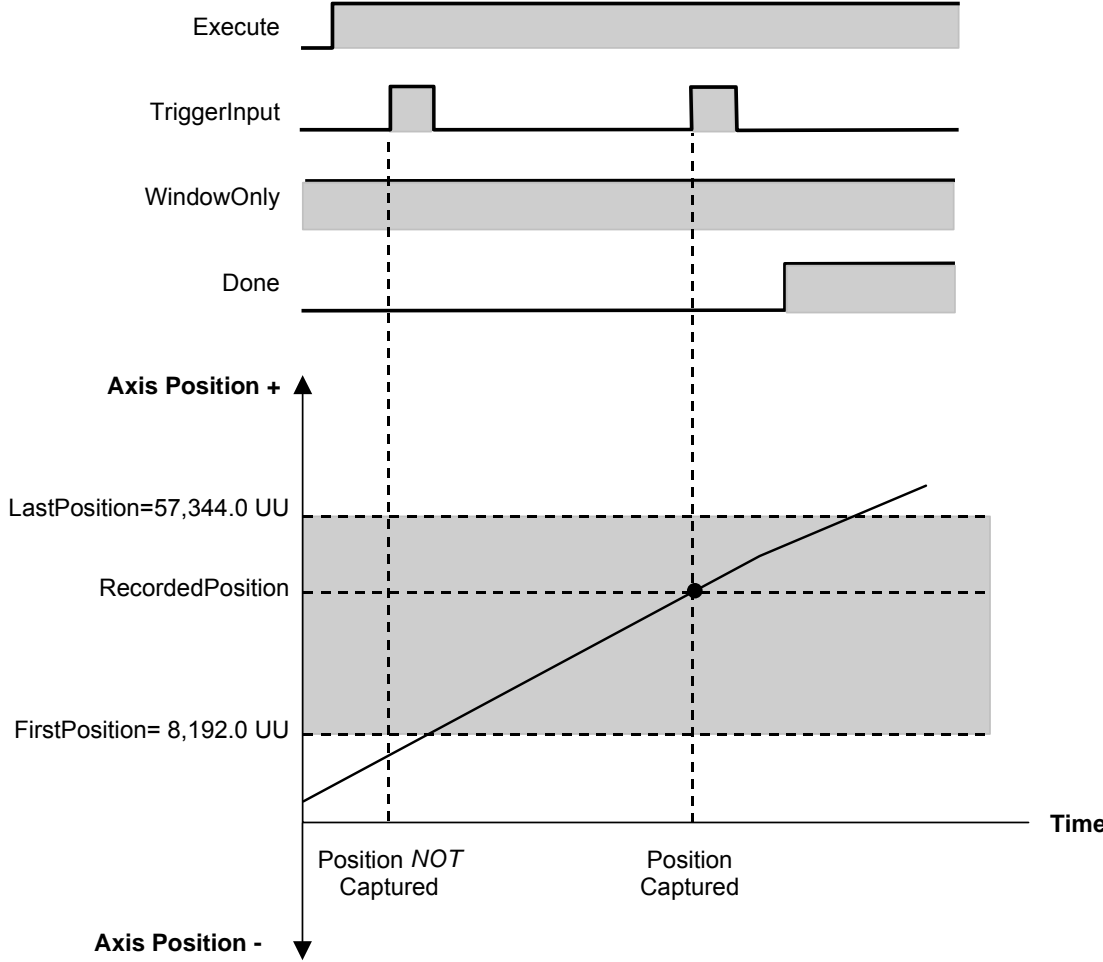 Execute
TriggerInput
WindowOnly
Done
Axis Position +
LastPosition=57,344.0 UU
RecordedPosition
FirstPosition= 8,192.0 UU
Time
Position NOT
Captured
Position
Captured
Axis Position -